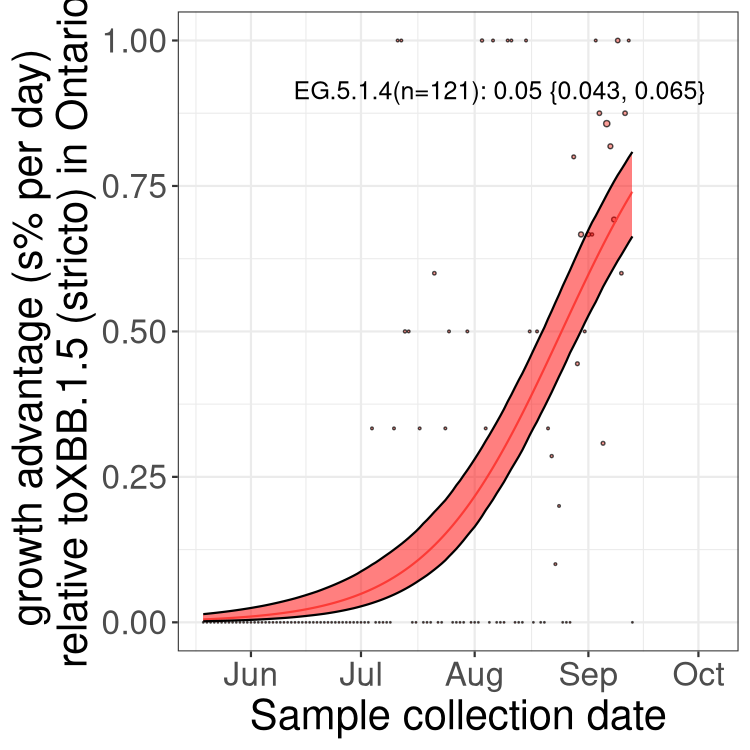 growth advantage (s% per day)
relative toXBB.1.5 (stricto) in Ontario
1.00
0.75
0.50
0.25
0.00
EG.5.1.4(n=121): 0.05 {0.043, 0.065}
Jun Jul Aug Sep Oct
Sample collection date